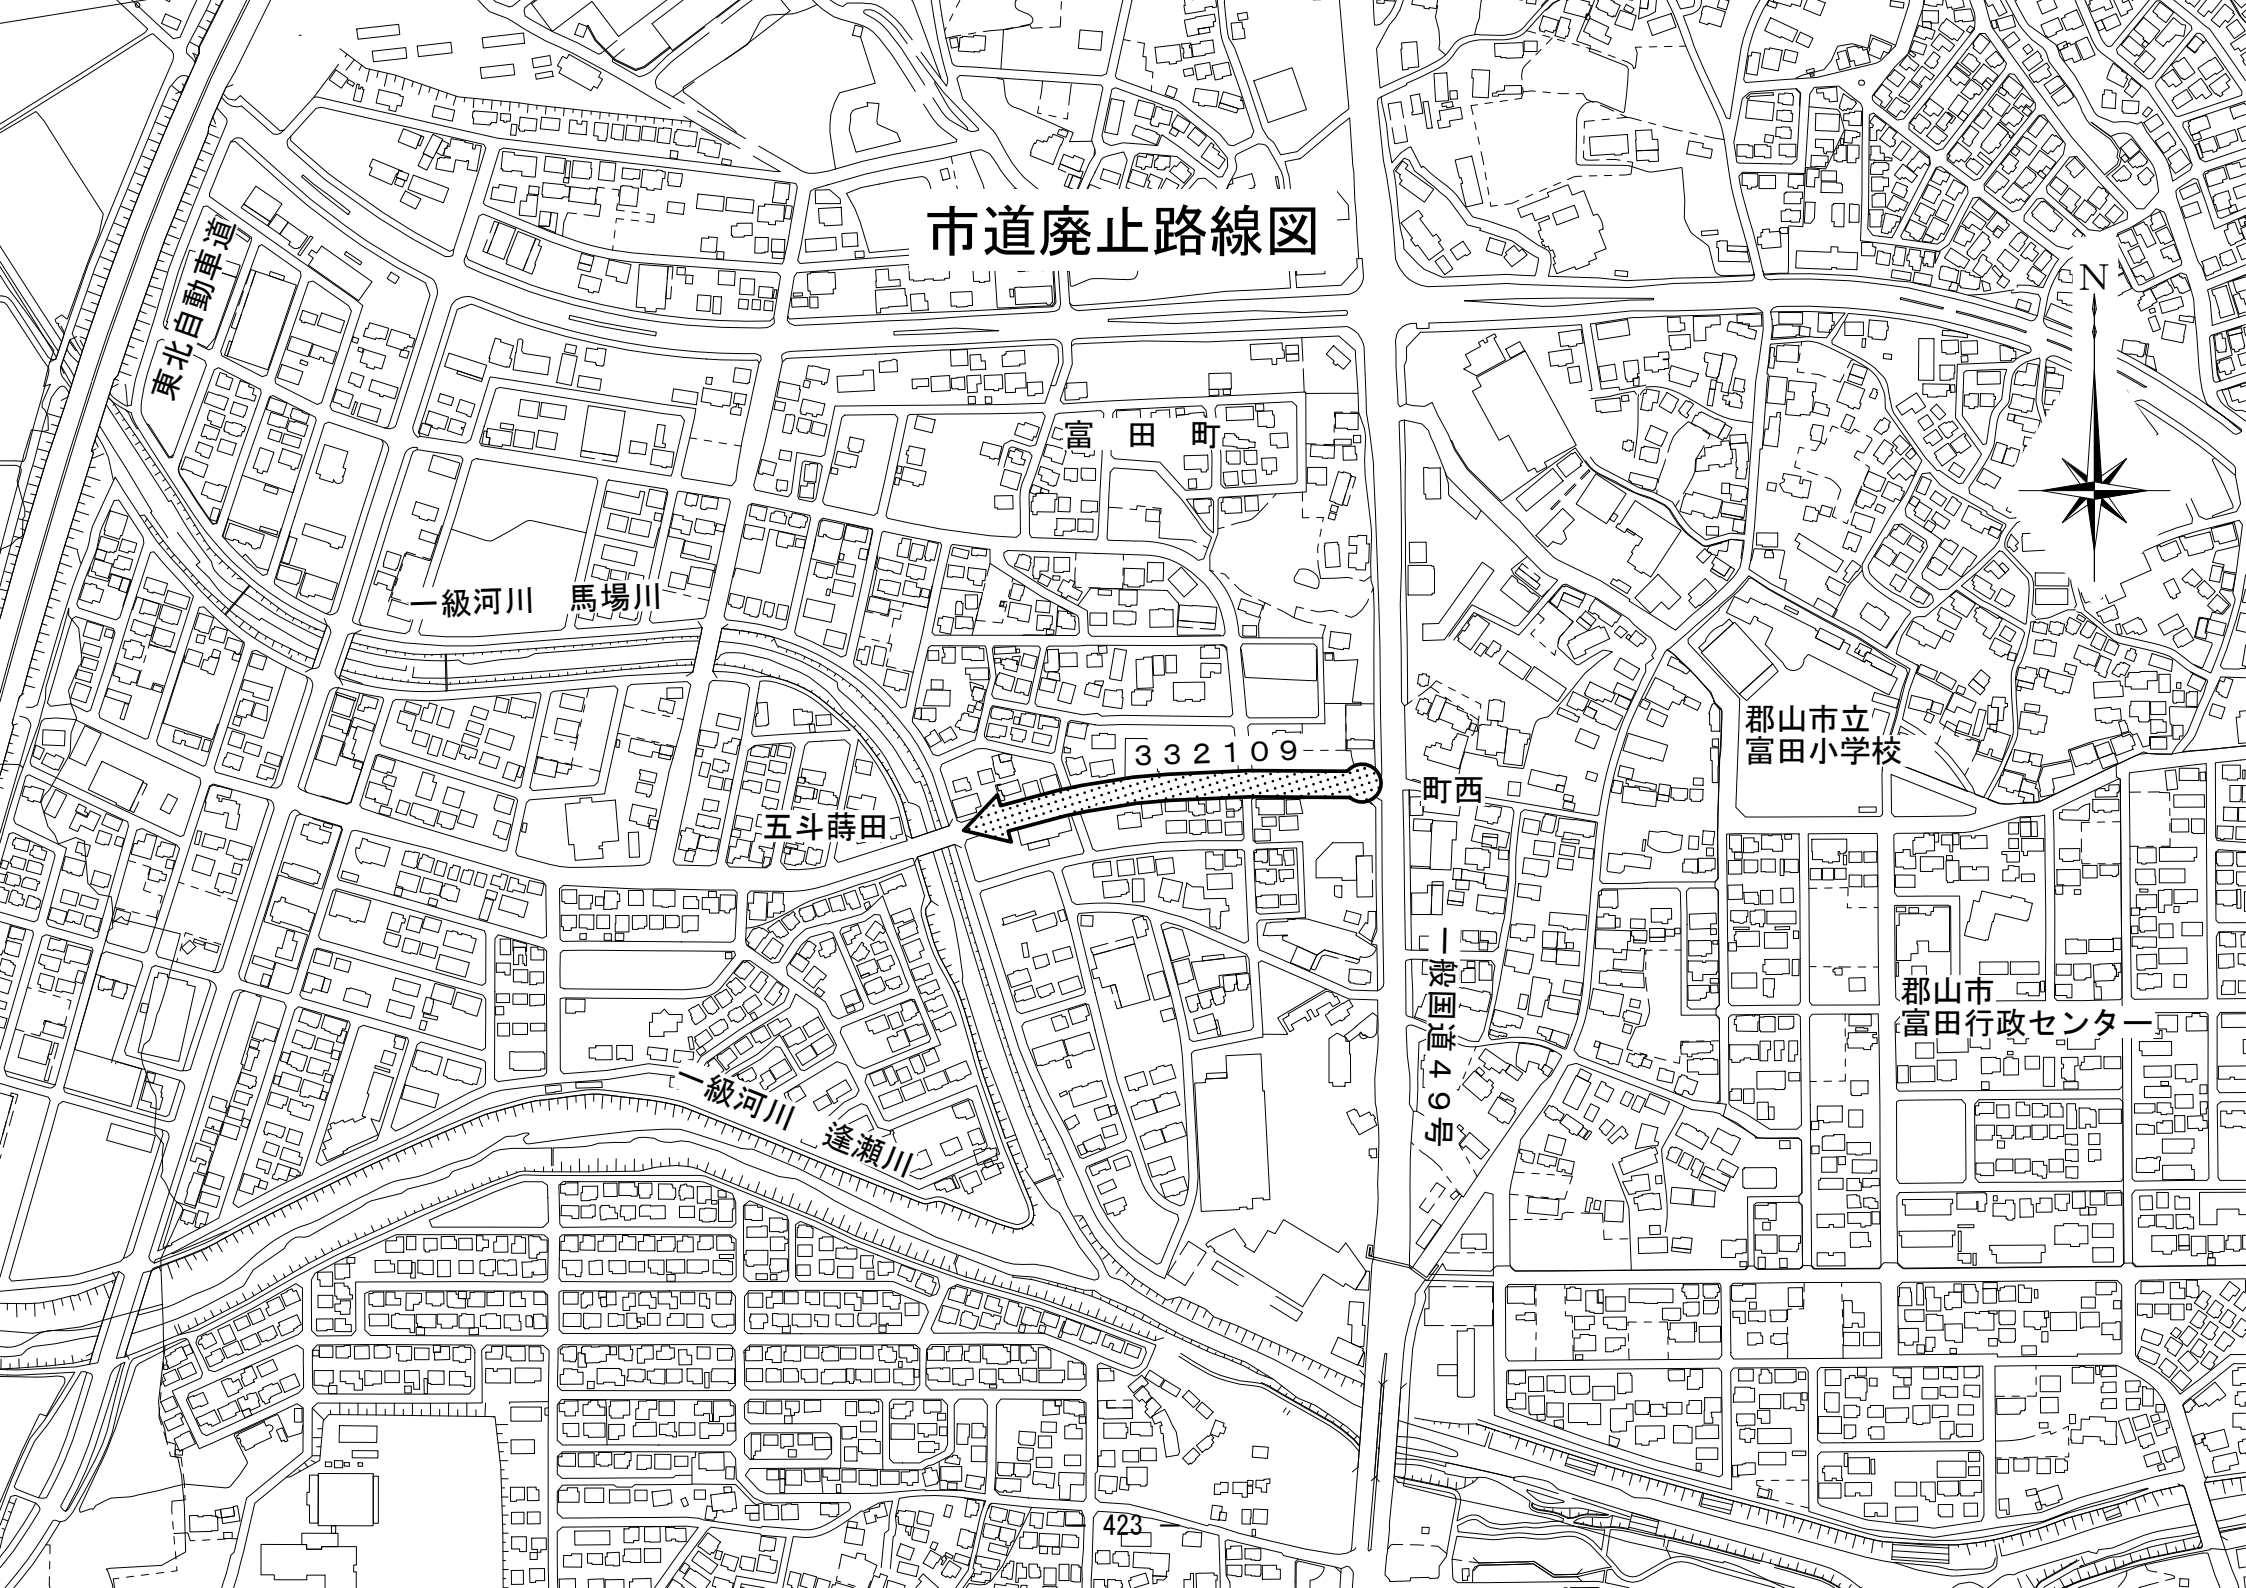 市道廃止路線図
N
東北自動車道
富田町
一級河川　馬場川
郡山市立
富田小学校
332109
町西
五斗蒔田
一般国道49号
郡山市
富田行政センター
一級河川　逢瀬川
- 423 -